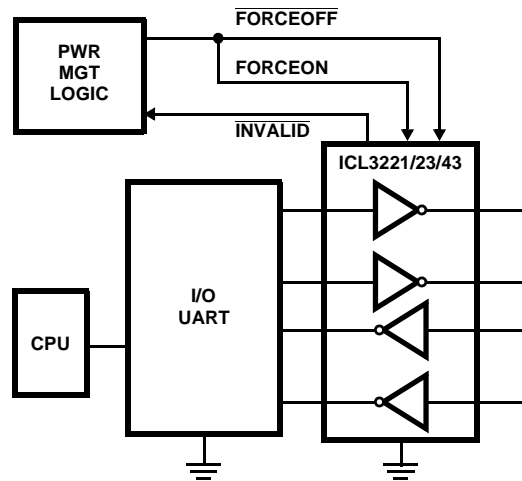 FORCEOFF
PWR
MGT
LOGIC
FORCEON
INVALID
ICL3221/23/43
I/O
UART
CPU